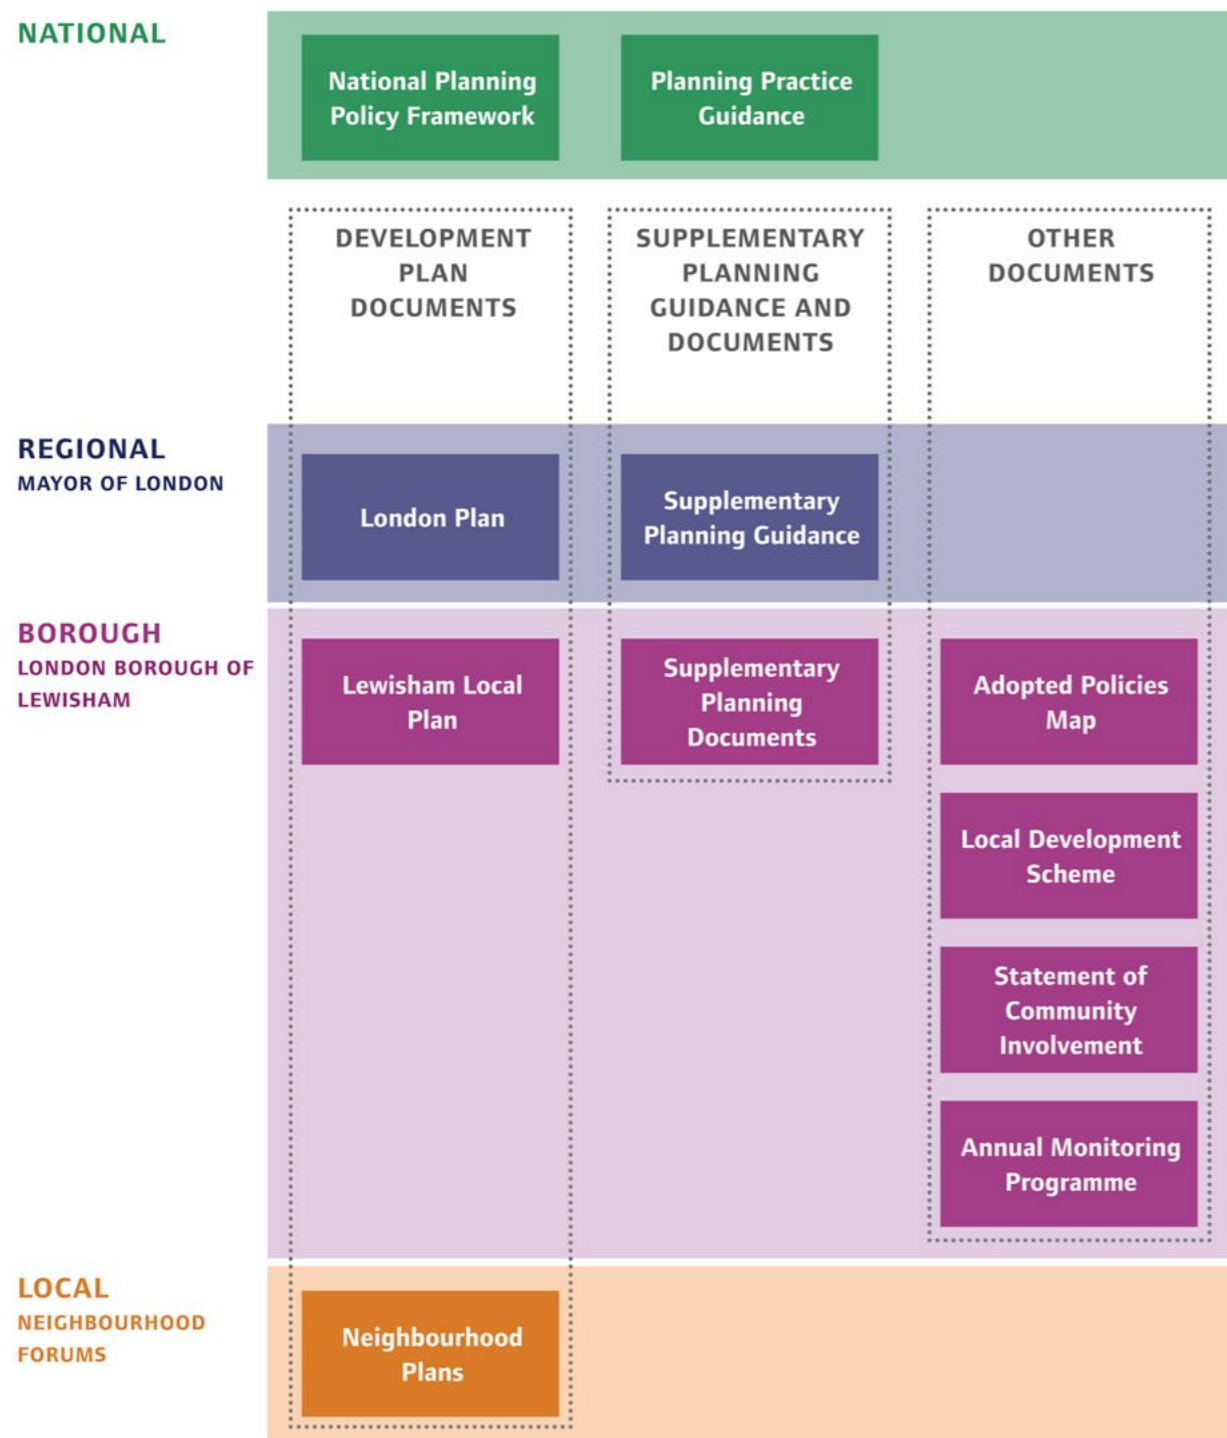 NATIONAL
National Planning
Policy Framework
Planning Practice
Guidance
DEVELOPMENT
PLAN
DOCUMENTS
SUPPLEMENTARY
PLANNING
GUIDANCE AND
DOCUMENTS
OTHER
DOCUMENTS
REGIONAL
MAYOR OF LONDON
London Plan
Supplementary
Planning Guidance
BOROUGH
LONDON BOROUGH OF
LEWISHAM
Lewisham Local
Plan
Supplementary
Planning
Documents
Adopted Policies
Map
Local Development
Scheme
Statement of
Community
Involvement
Annual Monitoring
Programme
LOCAL
NEIGHBOURHOOD
FORUMS
Neighbourhood
Plans